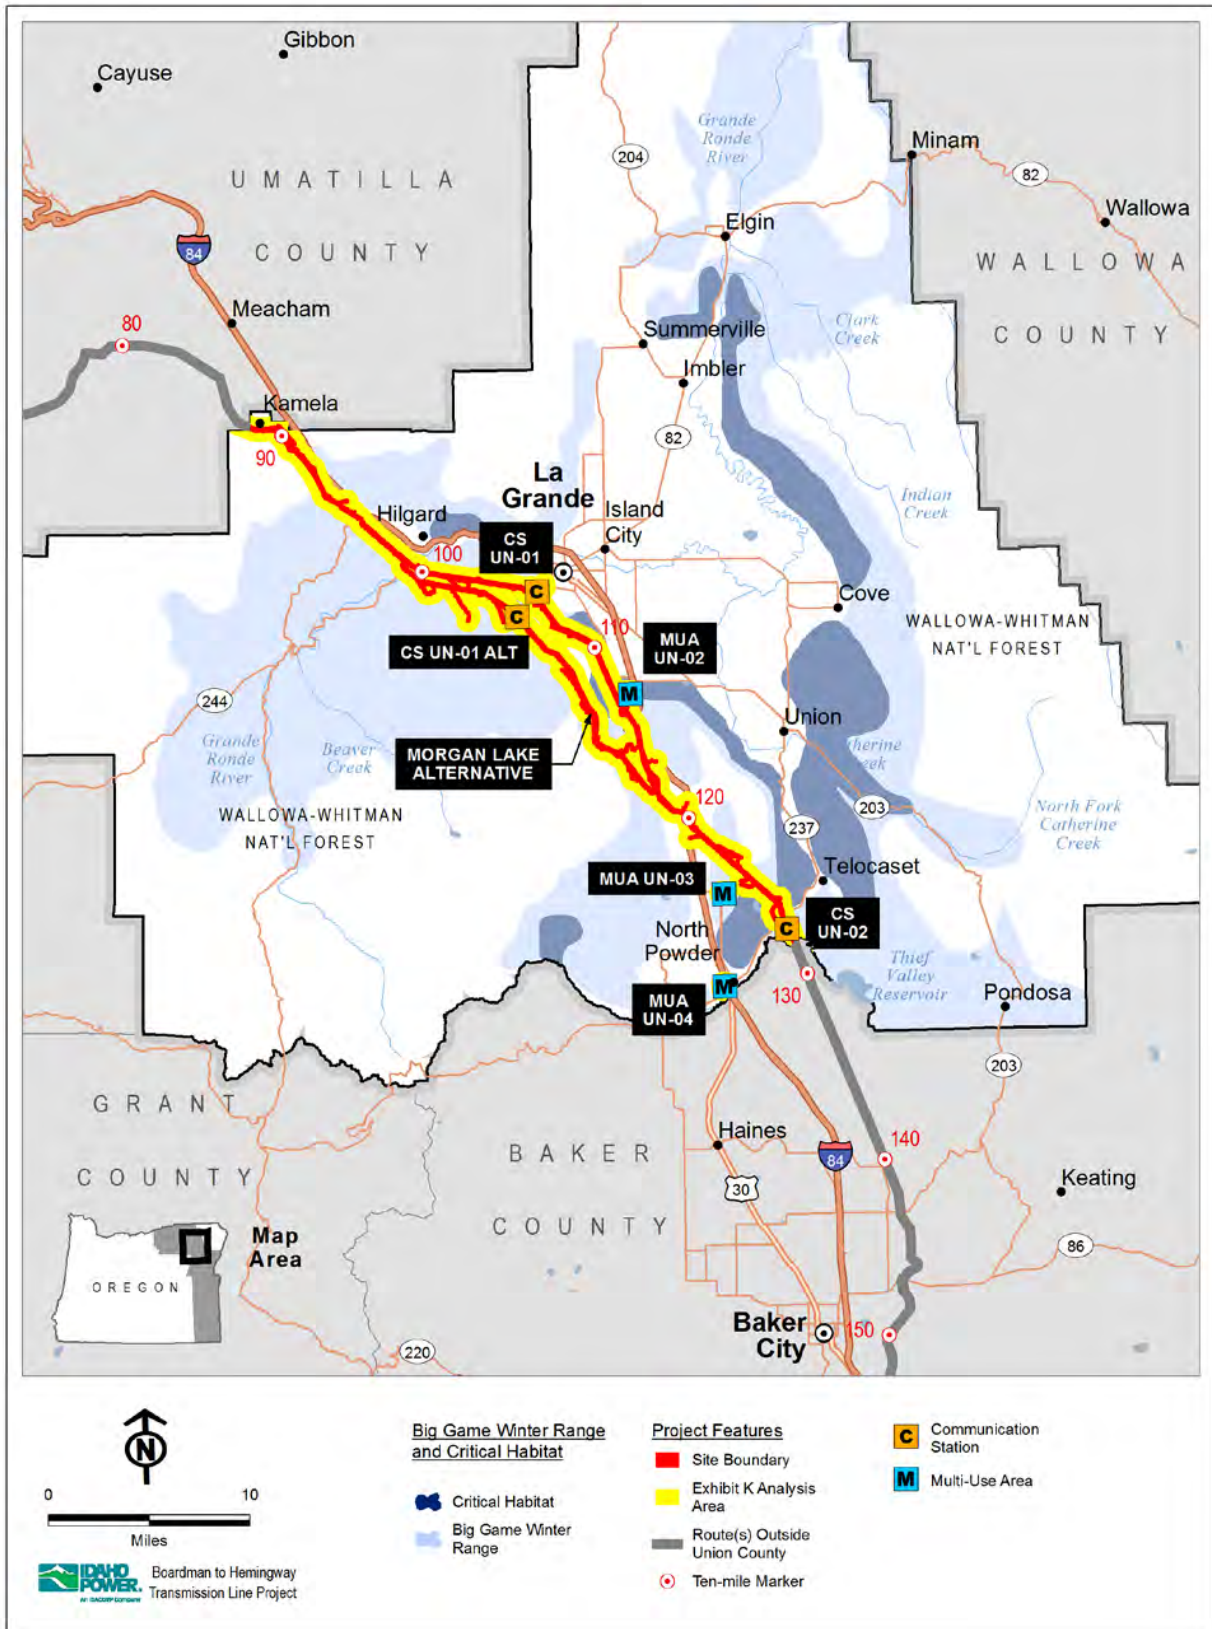 Gibbon
Cayuse
Grande
Ronde
River
204
Minam
82
UMATILLA
COUNTY
84
Wallowa
WALLOWA
COUNTY
Elgin
Meacham
80
Clark
Creek
Summerville
Imbler
Kamela
90
82
La
Grande
Island
City
Indian
Creek
Hilgard
CS
UN-01
100
Cove
WALLOWA-WHITMAN
NAT'L FOREST
CS UN-01 ALT
C
C
110
MUA
UN-02
M
244
Union
Grande
Ronde
River
Beaver
Creek
MORGAN LAKE
ALTERNATIVE
WALLOWA-WHITMAN
NAT'L FOREST
120
203
237
North Fork
Catherine
Creek
Telocaset
MUA UN-03
M
North
Powder
C
CS
UN-02
Thief
Valley
Reservoir
Pondosa
MUA
UN-04
M
130
203
GRANT
COUNTY
BAKER
COUNTY
Haines
84
140
30
Keating
86
Map
Area
OREGON
Baker
City
150
220
N
0 10
Miles
IDAHO
POWER.
An IDACORP Company
Boardman to Hemingway
Transmission Line Project
Big Game Winter Range
and Critical Habitat
Critical Habitat
Big Game Winter
Range
Project Features
Site Boundary
Exhibit K Analysis
Area
Route(s) Outside
Union County
Ten-mile Marker
C
Communication
Station
M
Multi-Use Area